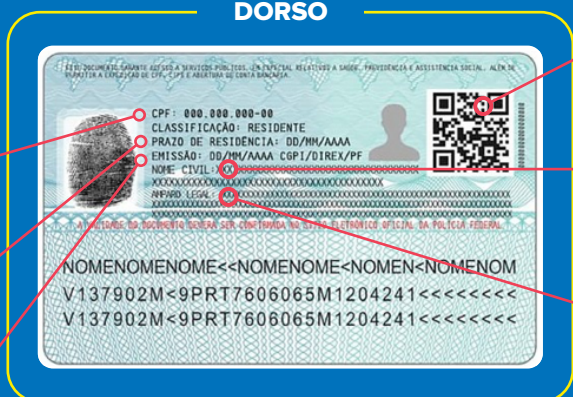 DORSO
ESTE DOCUMENTO GARANTE ACESSO A SERVIÇOS PÚBLICOS, EM ESPECIAL RELATIVOS A SAÚDE, PREVIDÊNCIA E ASSISTÊNCIA SOCIAL, ALÉM DE
PERMITIR A EXPEDIÇÃO DE CPF, CTPS E ABERTURA DE CONTA BANCÁRIA.
CPF: 000.000.000-00
CLASSIFICAÇÃO: RESIDENTE
PRAZO DE RESIDÊNCIA: DD/MM/AAAA
EMISSÃO: DD/MM/AAAA CGPI/DIREX/PF
NOME CIVIL:
AMPARO LEGAL:
A VALIDADE DO DOCUMENTO DEVERÁ SER CONFIRMADA NO SÍTIO ELETRÔNICO OFICIAL DA POLÍCIA FEDERAL
NOMENOMENOME<<NOMENOME<NOMEN<NOMENOM
V137902M<9PRT7606065M1204241<<<<<<<<
V137902M<9PRT7606065M1204241<<<<<<<<